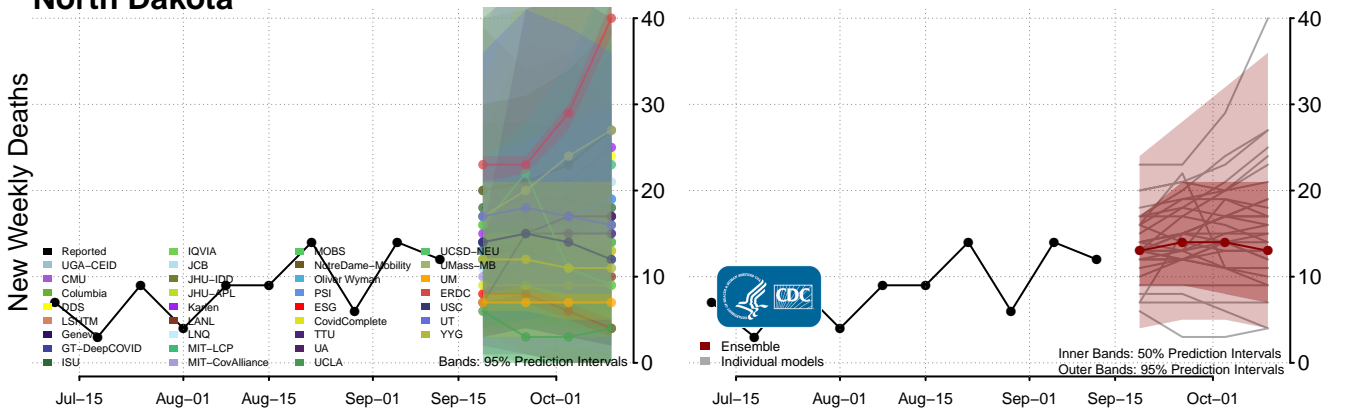 North Dakota
New Weekly Deaths
40
30
20
10
0
Reported
UGA−CEID
CMU
Columbia
DDS
LSHTM
Geneva
GT−DeepCOVID
ISU
IQVIA
JCB
JHU−IDD
JHU−APL
Karlen
LANL
LNQ
MIT−LCP
MIT−CovAlliance
MOBS
NotreDame−Mobility
Oliver Wyman
PSI
ESG
CovidComplete
TTU
UA
UCLA
UCSD−NEU
UMass−MB
UM
ERDC
USC
UT
YYG
Bands: 95% Prediction Intervals
Jul−15 Aug−01 Aug−15 Sep−01 Sep−15 Oct−01
40
30
20
10
0
CDC
Ensemble
Individual models
Inner Bands: 50% Prediction Intervals
Outer Bands: 95% Prediction Intervals
Jul−15 Aug−01 Aug−15 Sep−01 Sep−15 Oct−01